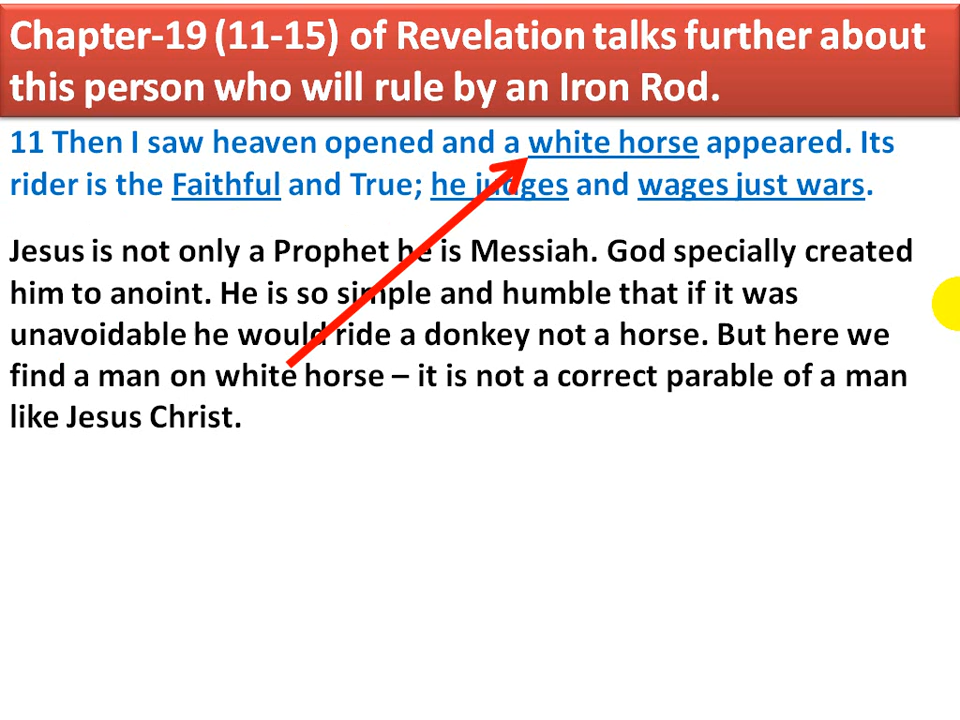 Chapter-19 (11-15) of Revelation talks further about
this person who will rule by an Iron Rod.
11 Then I saw heaven opened and a white horse appeared. Its
rider is the Faithful and True; he judges and wages just wars.
Jesus is not only a Prophet he is Messiah. God specially created
him to anoint. He is so simple and humble that if it was
unavoidable he would ride a donkey not a horse. But here we
find a man on white horse – it is not a correct parable of a man
like Jesus Christ.